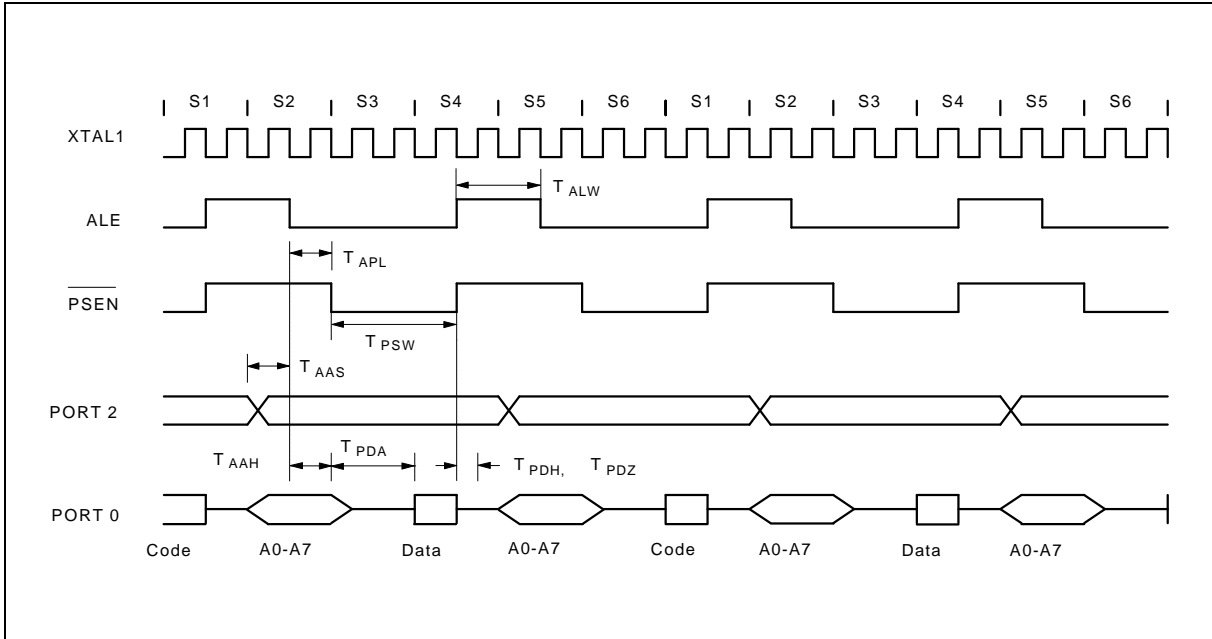 S1 S2 S3 S4 S5 S6 S1 S2 S3 S4 S5 S6
XTAL1
T ALW
ALE
T APL
PSEN
T PSW
T AAS
PORT 2
T AAH T PDA T PDH, T PDZ
PORT 0
Code A0-A7 Data A0-A7 Code A0-A7 Data A0-A7